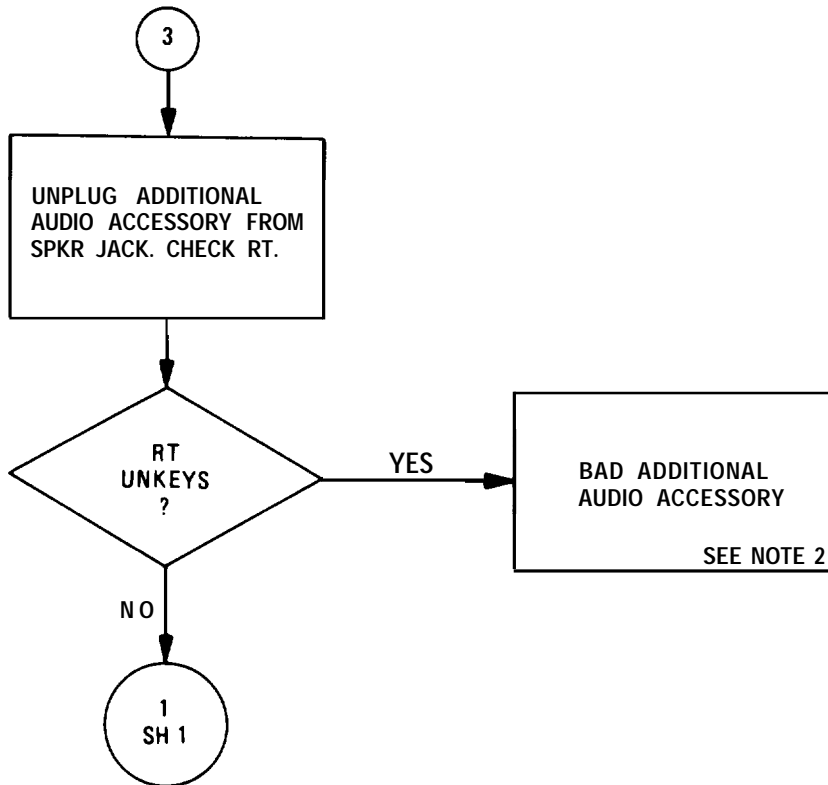 3
UNPLUG ADDITIONAL
AUDIO ACCESSORY FROM
SPKR JACK. CHECK RT.
RT
UNKEYS
?
YES
BAD ADDITIONAL
AUDIO ACCESSORY
SEE NOTE 2
NO
1
SH 1